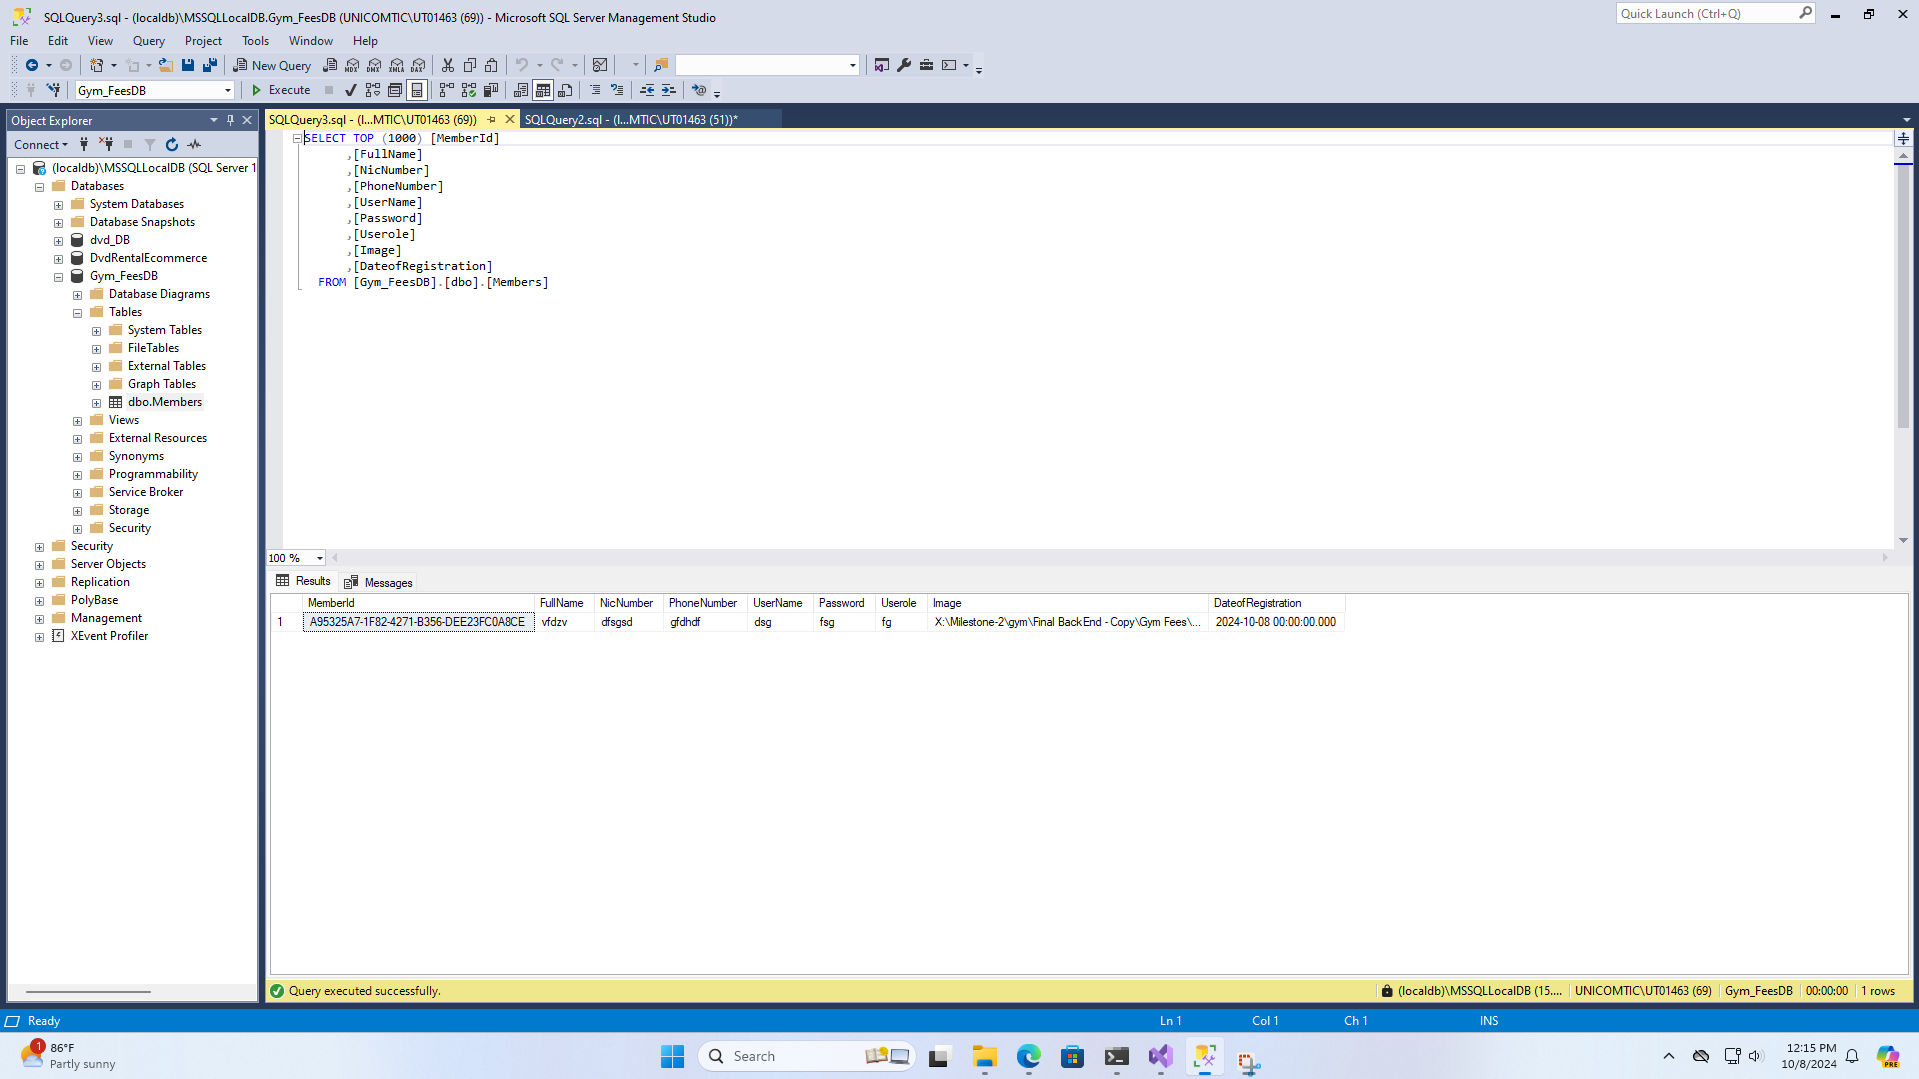 SQLQuery3.sql - (localdb)\MSSQLLocalDB.Gym_FeesDB (UNICOMTIC\UT01463 (69)) - Microsoft SQL Server Management Studio
Quick Launch (Ctrl+Q)
File Edit View Query Project Tools Window Help
New Query MDX DMX XMLA DAX
Gym_FeesDB Execute
Object Explorer
Connect
(localdb)\MSSQLLocalDB (SQL Server 1
Databases
System Databases
Database Snapshots
dvd_DB
DvdRentalEcommerce
Gym_FeesDB
Database Diagrams
Tables
System Tables
FileTables
External Tables
Graph Tables
dbo.Members
Views
External Resources
Synonyms
Programmability
Service Broker
Storage
Security
Security
Server Objects
Replication
PolyBase
Management
XEvent Profiler
SQLQuery3.sql - (l...MTIC\UT01463 (69)) SQLQuery2.sql - (l...MTIC\UT01463 (51))*
SELECT TOP (1000) [MemberId]
,[FullName]
,[NicNumber]
,[PhoneNumber]
,[UserName]
,[Password]
,[Userole]
,[Image]
,[DateofRegistration]
FROM [Gym_FeesDB].[dbo].[Members]
100 %
Results Messages
MemberId FullName NicNumber PhoneNumber UserName Password Userole Image DateofRegistration
1 A95325A7-1F82-4271-B356-DEE23FC0A8CE vfdzv dfsgsd gfdhdf dsg fsg fg X:\Milestone-2\gym\Final BackEnd - Copy\Gym Fees\... 2024-10-08 00:00:00.000
Query executed successfully. (localdb)\MSSQLLocalDB (15.... UNICOMTIC\UT01463 (69) Gym_FeesDB 00:00:00 1 rows
Ready Ln 1 Col 1 Ch 1 INS
1 86°F
Partly sunny
Search
12:15 PM
10/8/2024
PRE